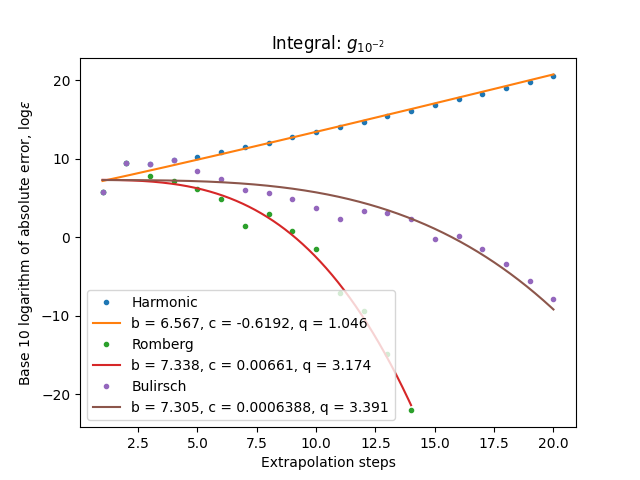 Integral: g_{10^{-2}}
Base 10 logarithm of absolute error, logε
20
10
0
−10
−20
Harmonic
b = 6.567, c = -0.6192, q = 1.046
Romberg
b = 7.338, c = 0.00661, q = 3.174
Bulirsch
b = 7.305, c = 0.0006388, q = 3.391
2.5 5.0 7.5 10.0 12.5 15.0 17.5 20.0
Extrapolation steps